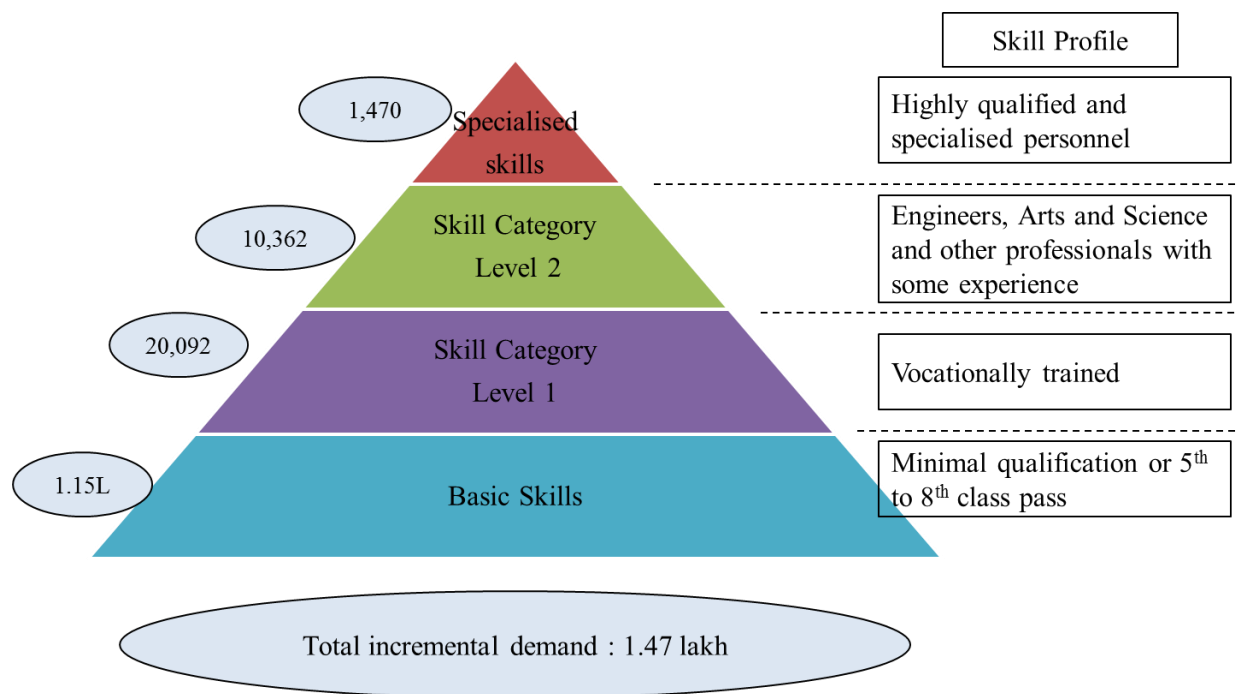 Skill Profile
1,470
Specialised
skills
Highly qualified and
specialised personnel
10,362
Skill Category
Level 2
Engineers, Arts and Science
and other professionals with
some experience
20,092
Skill Category
Level 1
Vocationally trained
1.15L
Basic Skills
Minimal qualification or 5th
to 8th class pass
Total incremental demand : 1.47 lakh